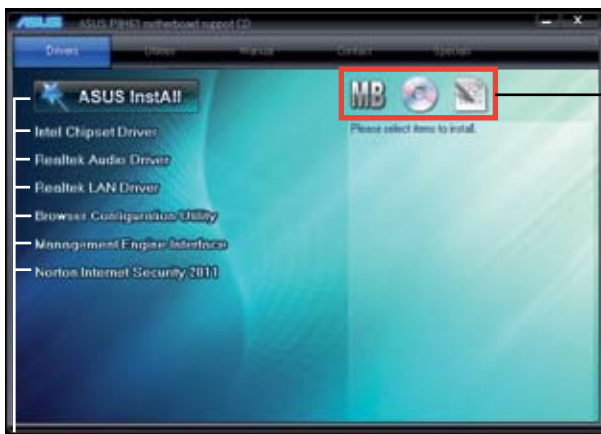 ASUS ASUS P8H61 motherboard support CD
Drivers Utilities Manual Contact Specials
ASUS InstAll
MB
Please select items to install.
Intel Chipset Driver
Realtek Audio Driver
Realtek LAN Driver
Browser Configuration Utility
Management Engine Interface
Norton Internet Security 2011